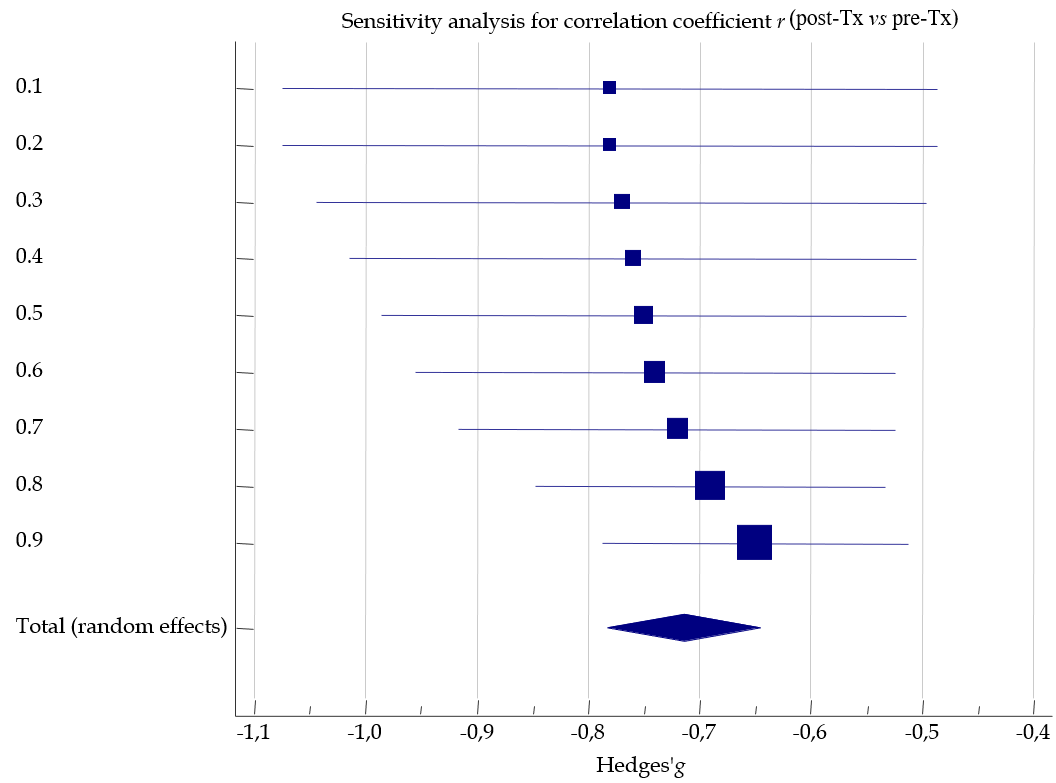 Sensitivity analysis for correlation coefficient r (post-Tx vs pre-Tx)
0.1
0.2
0.3
0.4
0.5
0.6
0.7
0.8
0.9
Total (random effects)
-1,1 -1,0 -0,9 -0,8 -0,7 -0,6 -0,5 -0,4
Hedges'g